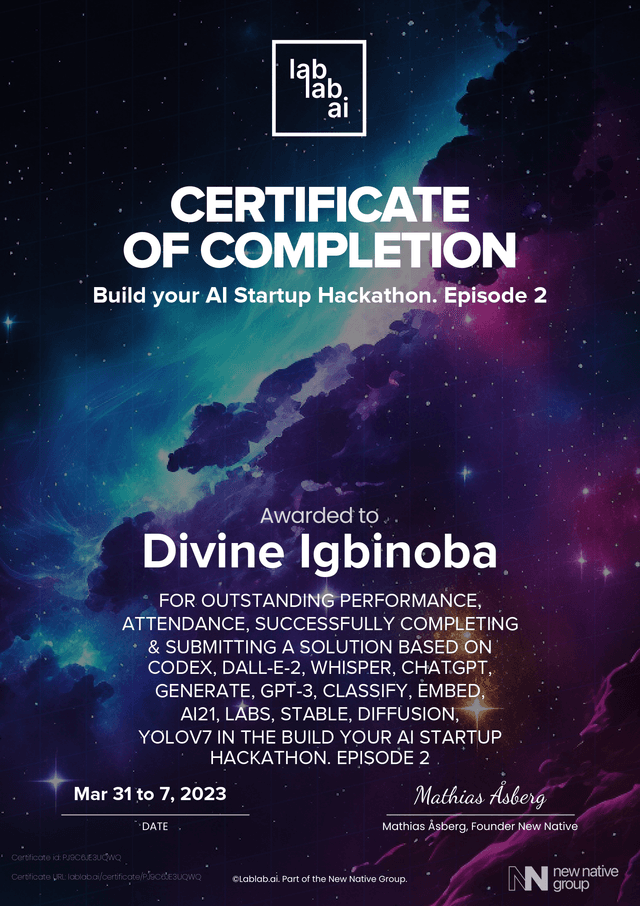 lab
lab
ai
CERTIFICATE
OF COMPLETION
Build your AI Startup Hackathon. Episode 2
Awarded to
Divine Igbinoba
FOR OUTSTANDING PERFORMANCE,
ATTENDANCE, SUCCESSFULLY COMPLETING
& SUBMITTING A SOLUTION BASED ON
CODEX, DALL-E-2, WHISPER, CHATGPT,
GENERATE, GPT-3, CLASSIFY, EMBED,
AI21, LABS, STABLE, DIFFUSION,
YOLOV7 IN THE BUILD YOUR AI STARTUP
HACKATHON. EPISODE 2
Mar 31 to 7, 2023
DATE
Mathias Åsberg
Mathias Åsberg, Founder New Native
Certificate id: PJ9C6JE3UQWQ
Certificate URL: lablab.ai/certificate/PJ9C6JE3UQWQ
©Lablab.ai. Part of the New Native Group.
NN new native
group